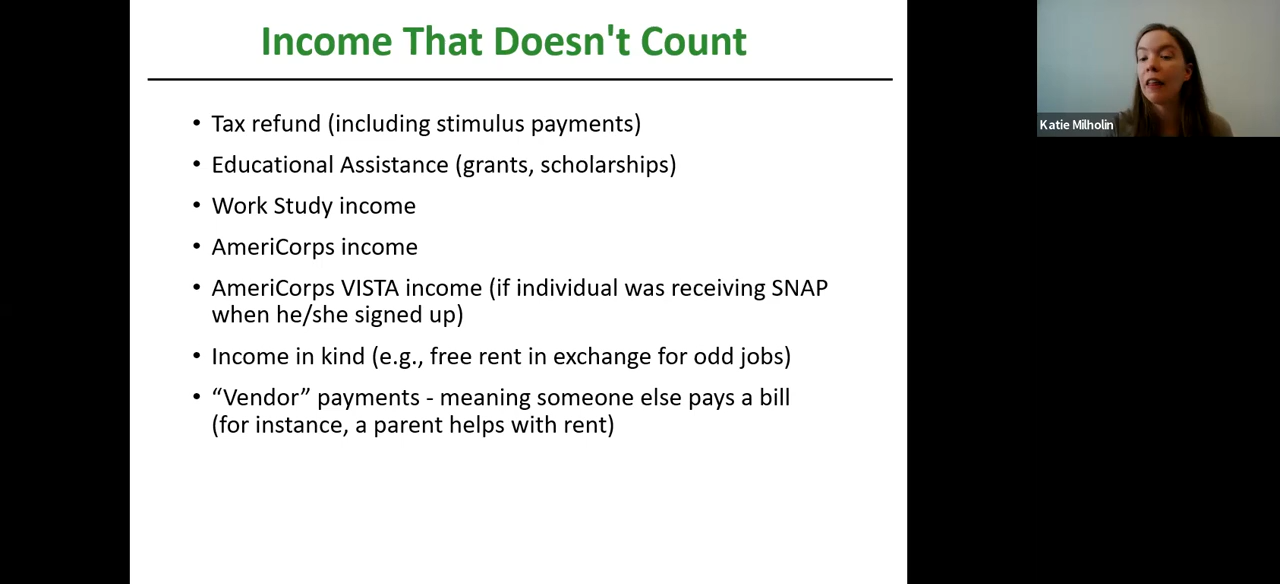 Income That Doesn't Count
• Tax refund (including stimulus payments)
• Educational Assistance (grants, scholarships)
• Work Study income
• AmeriCorps income
• AmeriCorps VISTA income (if individual was receiving SNAP
when he/she signed up)
• Income in kind (e.g., free rent in exchange for odd jobs)
• “Vendor” payments - meaning someone else pays a bill
(for instance, a parent helps with rent)
Katie Milholin